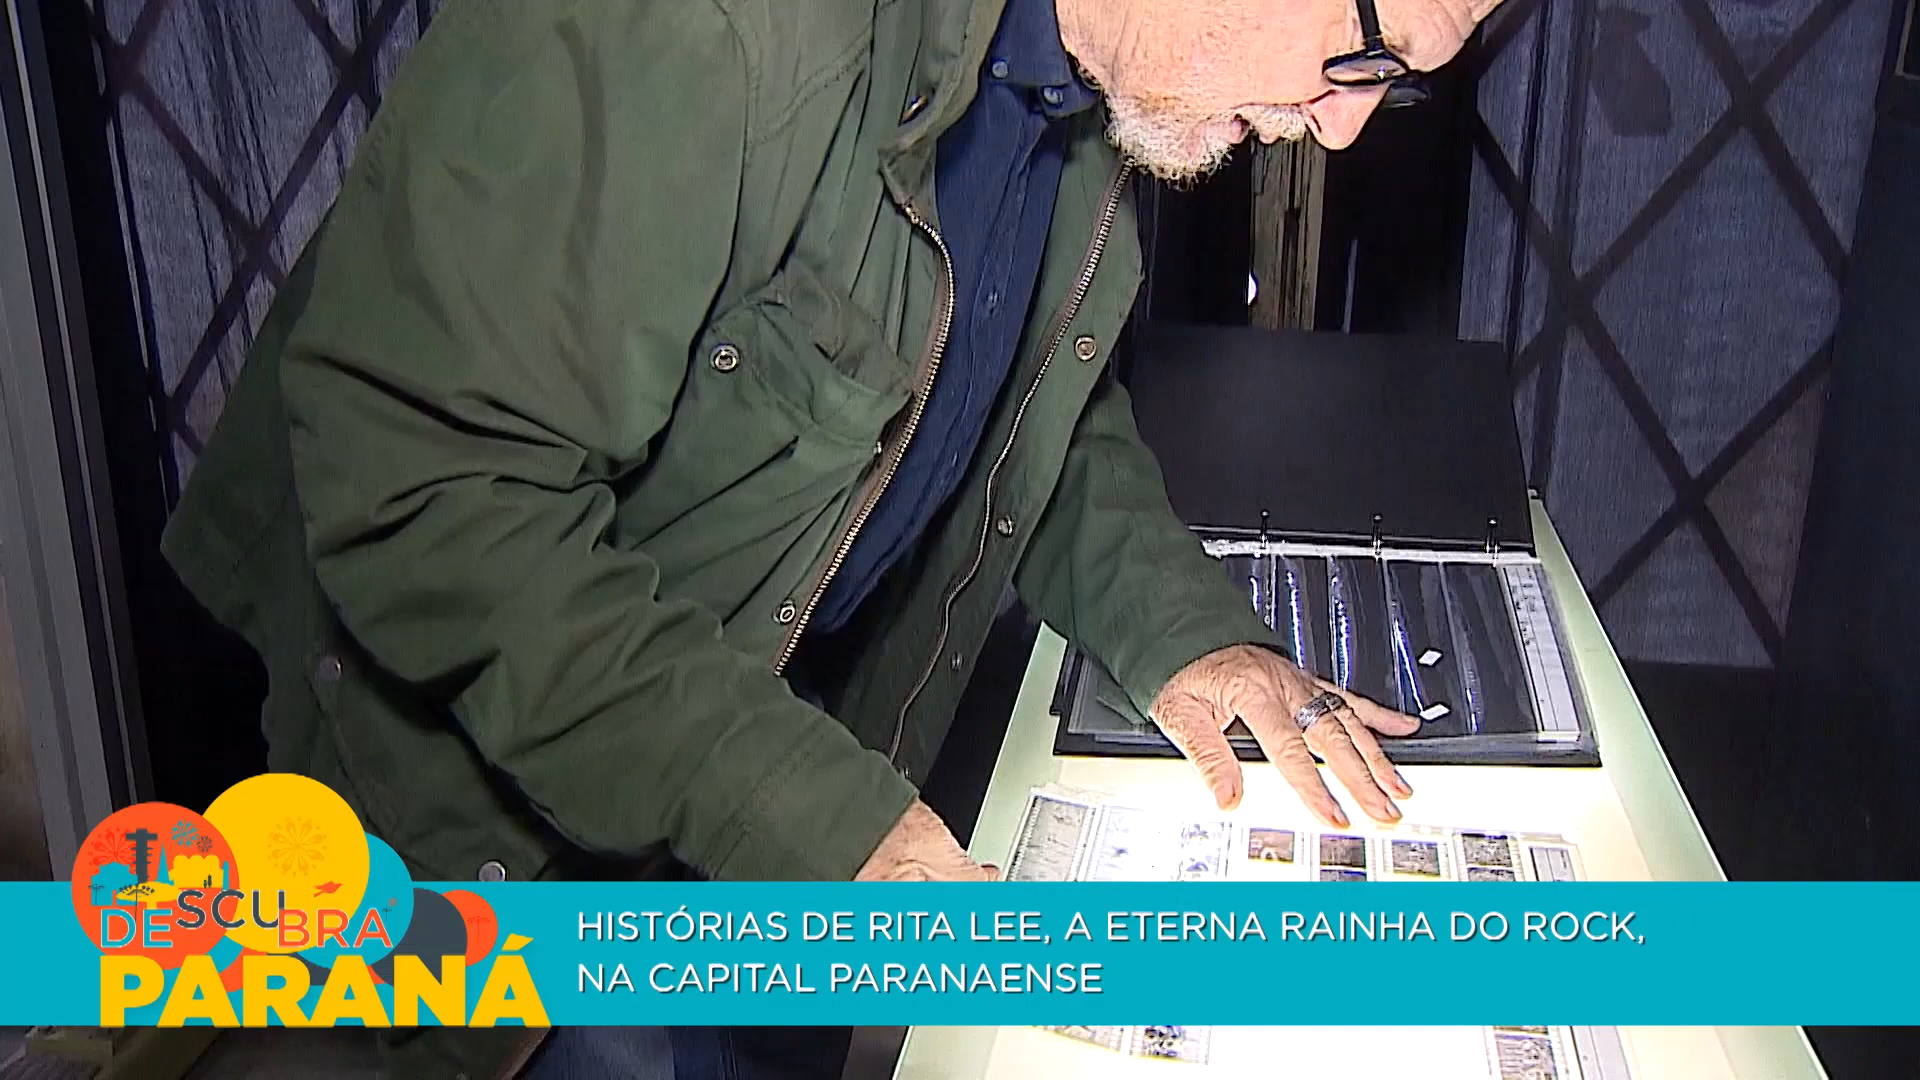 DESCUBRA
PARANÁ
HISTÓRIAS DE RITA LEE, A ETERNA RAINHA DO ROCK,
NA CAPITAL PARANAENSE